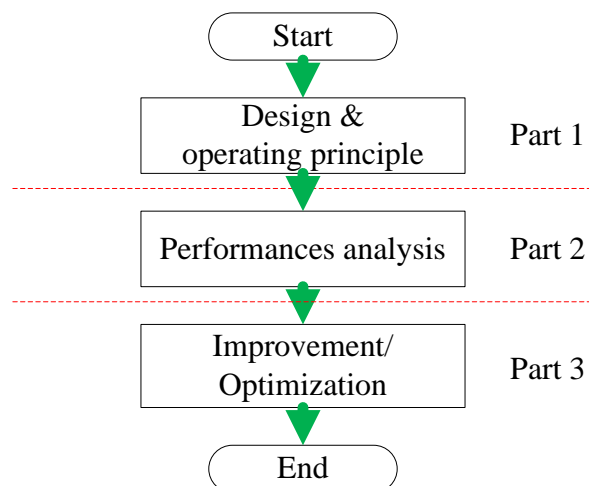 Start
Design &
operating principle
Part 1
Performances analysis
Part 2
Improvement/
Optimization
Part 3
End